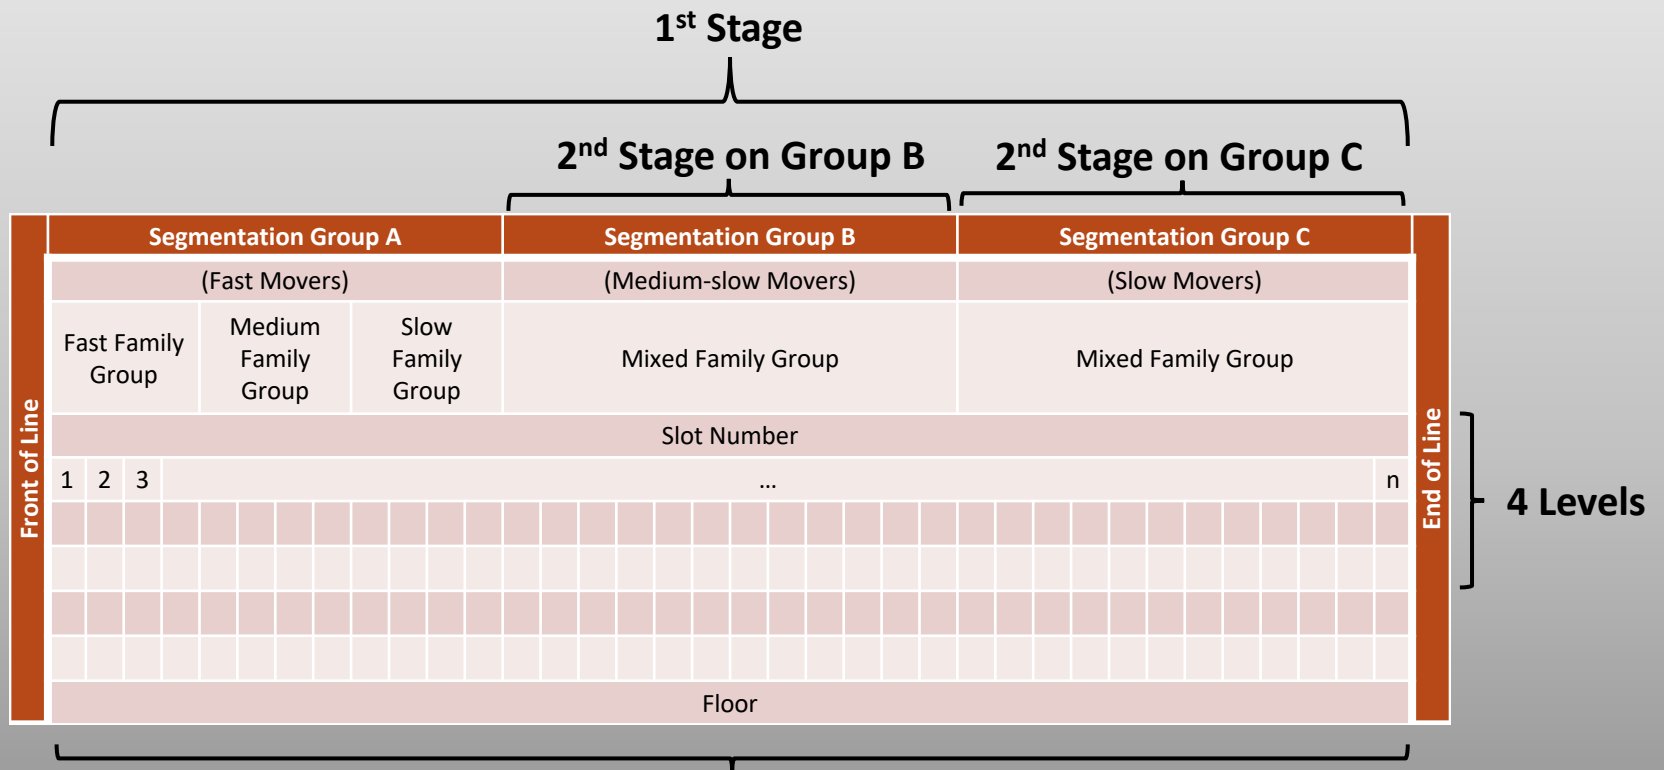 1st Stage
2nd Stage on Group B
2nd Stage on Group C
Segmentation Group A
Segmentation Group B
Segmentation Group C
(Fast Movers)
(Medium-slow Movers)
(Slow Movers)
Fast Family
Group
Medium
Family
Group
Slow
Family
Group
Mixed Family Group
Mixed Family Group
Front of Line
End of Line
Slot Number
1 2 3 ... n
4 Levels
Floor